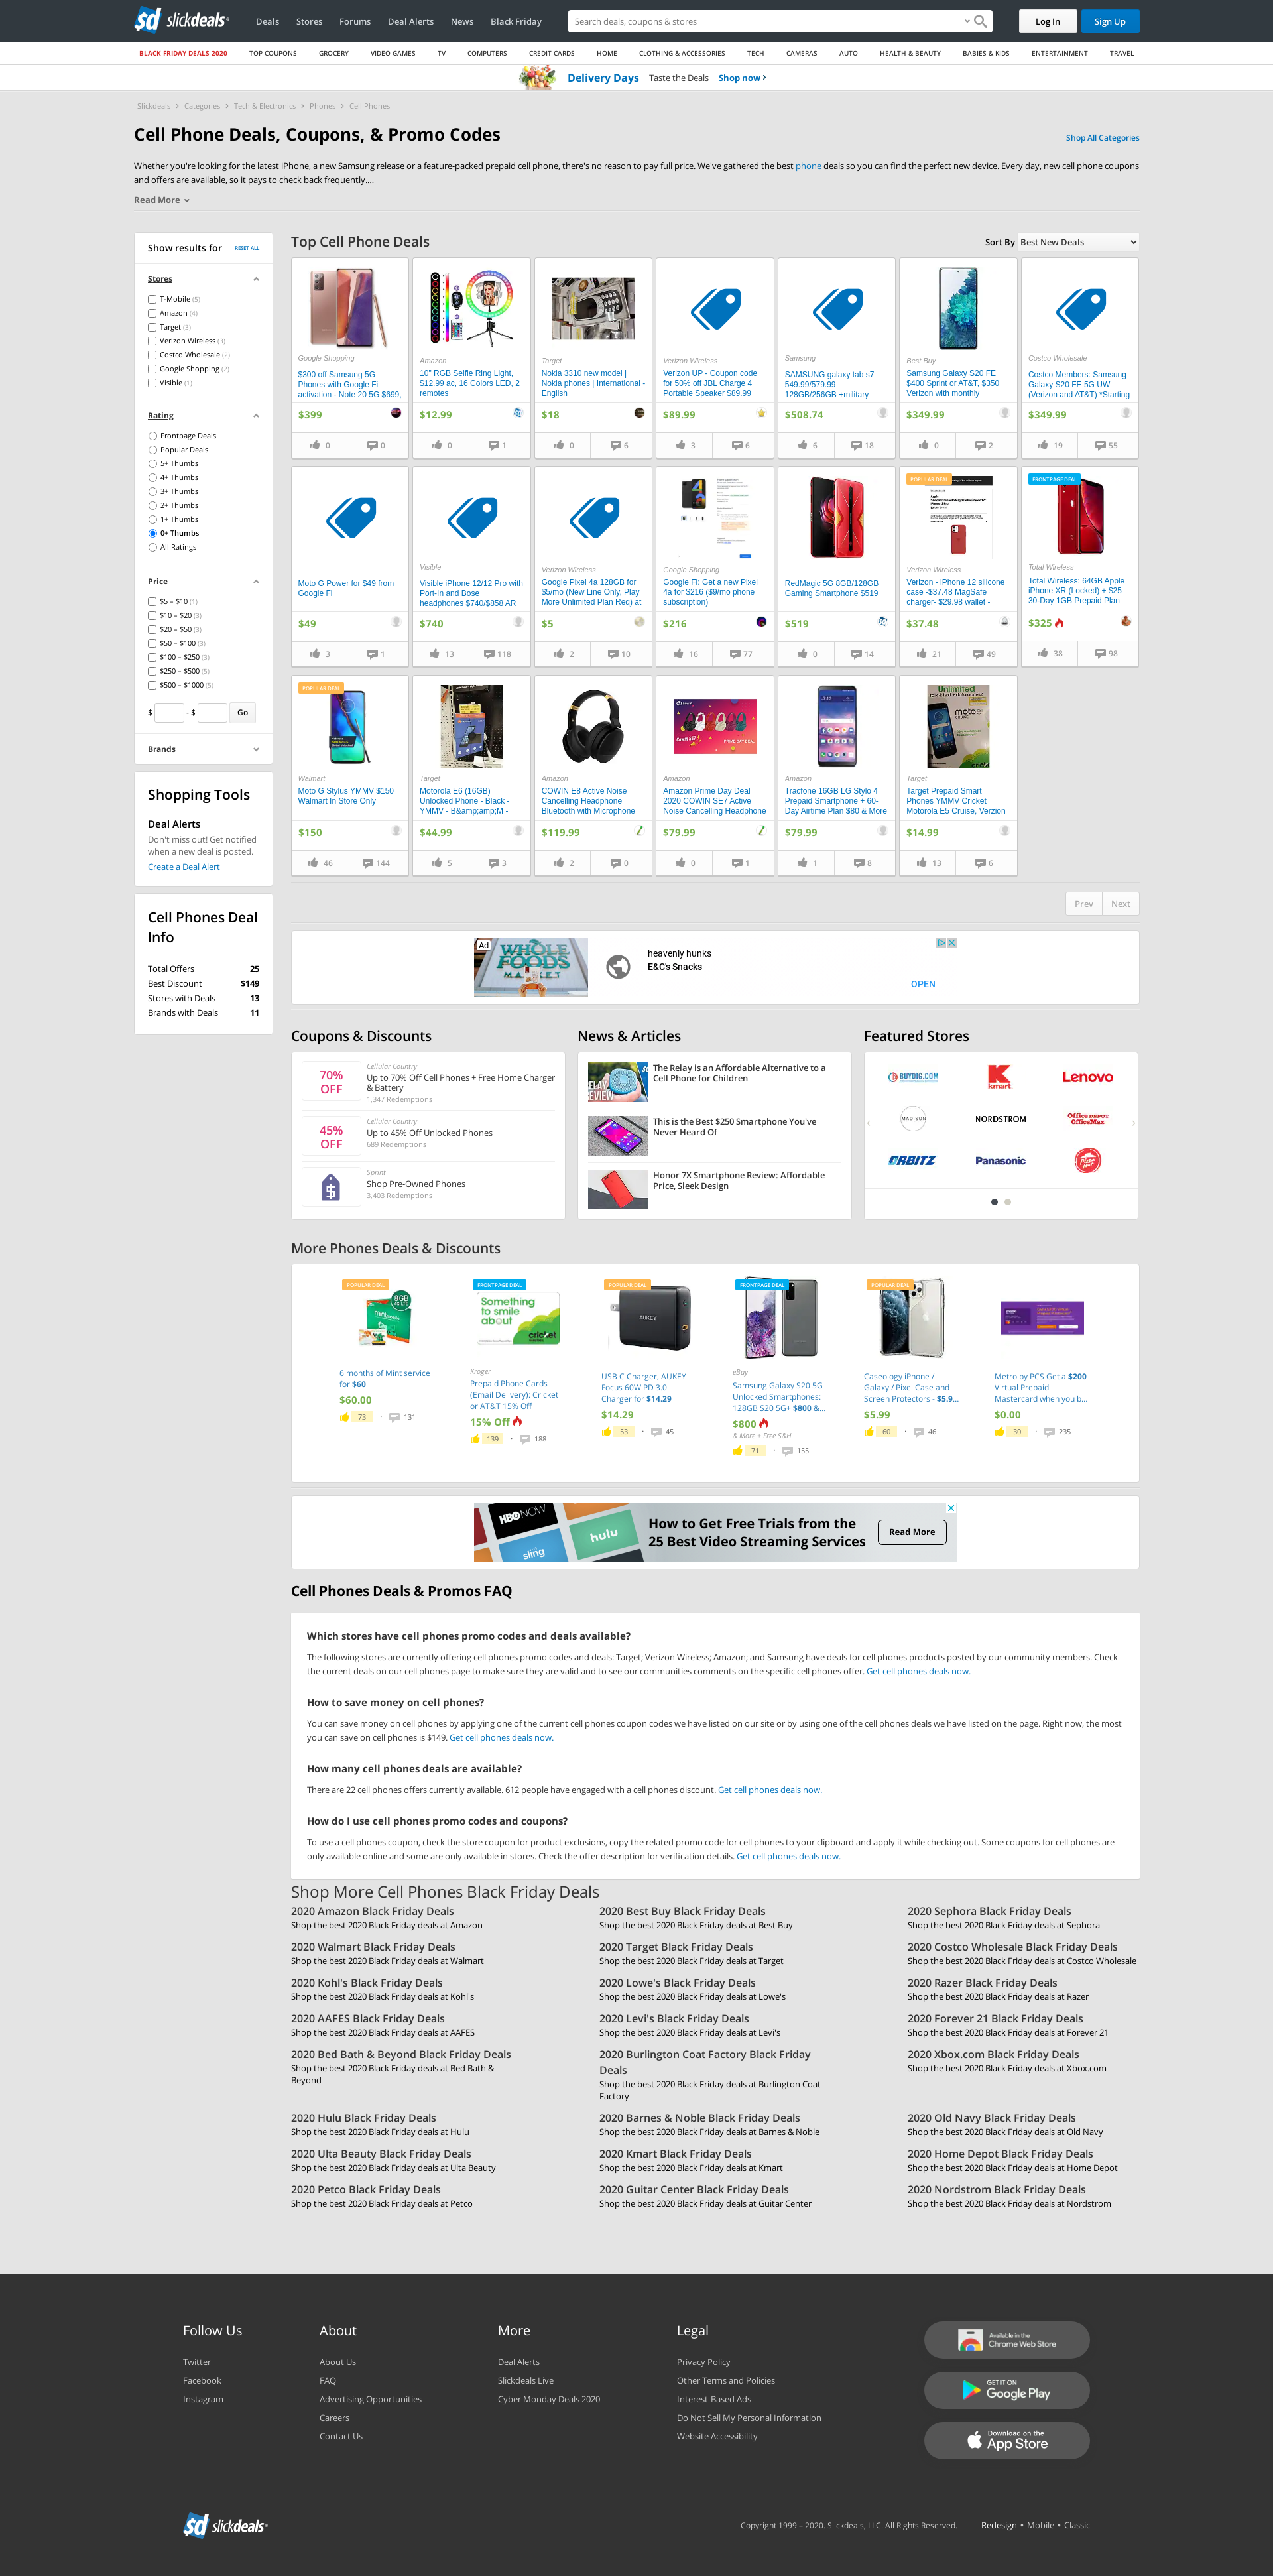 slickdeals
Deals
Stores
Forums
Deal Alerts
News
Black Friday
Search deals, coupons & stores
Log In
Sign Up
BLACK FRIDAY DEALS 2020
TOP COUPONS
GROCERY
VIDEO GAMES
TV
COMPUTERS
CREDIT CARDS
HOME
CLOTHING & ACCESSORIES
TECH
CAMERAS
AUTO
HEALTH & BEAUTY
BABIES & KIDS
ENTERTAINMENT
TRAVEL
Delivery Days Taste the Deals Shop now ›
Slickdeals > Categories > Tech & Electronics > Phones > Cell Phones
Cell Phone Deals, Coupons, & Promo Codes
Shop All Categories
Whether you're looking for the latest iPhone, a new Samsung release or a feature-packed prepaid cell phone, there's no reason to pay full price. We've gathered the best phone deals so you can find the perfect new device. Every day, new cell phone coupons
and offers are available, so it pays to check back frequently....
Read More
Show results for
RESET ALL
Stores
T-Mobile (5)
Amazon (4)
Target (3)
Verizon Wireless (3)
Costco Wholesale (2)
Google Shopping (2)
Visible (1)
Rating
Frontpage Deals
Popular Deals
5+ Thumbs
4+ Thumbs
3+ Thumbs
2+ Thumbs
1+ Thumbs
0+ Thumbs
All Ratings
Price
$5 – $10 (1)
$10 – $20 (3)
$20 – $50 (3)
$50 – $100 (3)
$100 – $250 (3)
$250 – $500 (5)
$500 – $1000 (5)
$ - $ Go
Brands
Shopping Tools
Deal Alerts
Don't miss out! Get notified
when a new deal is posted.
Create a Deal Alert
Cell Phones Deal
Info
Total Offers 25
Best Discount $149
Stores with Deals 13
Brands with Deals 11
Top Cell Phone Deals
Sort By Best New Deals
Google Shopping
$300 off Samsung 5G
Phones with Google Fi
activation - Note 20 5G $699,
$399
0 0
Amazon
10" RGB Selfie Ring Light,
$12.99 ac, 16 Colors LED, 2
remotes
$12.99
0 1
Target
Nokia 3310 new model |
Nokia phones | International -
English
$18
0 6
Verizon Wireless
Verizon UP - Coupon code
for 50% off JBL Charge 4
Portable Speaker $89.99
$89.99
3 6
Samsung
SAMSUNG galaxy tab s7
549.99/579.99
128GB/256GB +military
$508.74
6 18
Best Buy
Samsung Galaxy S20 FE
$400 Sprint or AT&T, $350
Verizon with monthly
$349.99
0 2
Costco Wholesale
Costco Members: Samsung
Galaxy S20 FE 5G UW
(Verizon and AT&T) *Starting
$349.99
19 55
Moto G Power for $49 from
Google Fi
$49
3 1
Visible
Visible iPhone 12/12 Pro with
Port-In and Bose
headphones $740/$858 AR
$740
13 118
Verizon Wireless
Google Pixel 4a 128GB for
$5/mo (New Line Only, Play
More Unlimited Plan Req) at
$5
2 10
Google Shopping
Google Fi: Get a new Pixel
4a for $216 ($9/mo phone
subscription)
$216
16 77
RedMagic 5G 8GB/128GB
Gaming Smartphone $519
$519
0 14
POPULAR DEAL
Verizon Wireless
Verizon - iPhone 12 silicone
case -$37.48 MagSafe
charger- $29.98 wallet -
$37.48
21 49
FRONTPAGE DEAL
Total Wireless
Total Wireless: 64GB Apple
iPhone XR (Locked) + $25
30-Day 1GB Prepaid Plan
$325
38 98
POPULAR DEAL
Walmart
Moto G Stylus YMMV $150
Walmart In Store Only
$150
46 144
Target
Motorola E6 (16GB)
Unlocked Phone - Black -
YMMV - B&amp;amp;M -
$44.99
5 3
Amazon
COWIN E8 Active Noise
Cancelling Headphone
Bluetooth with Microphone
$119.99
2 0
Amazon
Amazon Prime Day Deal
2020 COWIN SE7 Active
Noise Cancelling Headphone
$79.99
0 1
Amazon
Tracfone 16GB LG Stylo 4
Prepaid Smartphone + 60-
Day Airtime Plan $80 & More
$79.99
1 8
Unlimited
moto e
Target
Target Prepaid Smart
Phones YMMV Cricket
Motorola E5 Cruise, Verzion
$14.99
13 6
Prev Next
Ad
WHOLE FOODS MARKET
heavenly hunks
E&C's Snacks
OPEN
Coupons & Discounts
70% OFF
Cellular Country
Up to 70% Off Cell Phones + Free Home Charger
& Battery
1,347 Redemptions
45% OFF
Cellular Country
Up to 45% Off Unlocked Phones
689 Redemptions
Sprint
Shop Pre-Owned Phones
3,403 Redemptions
News & Articles
The Relay is an Affordable Alternative to a
Cell Phone for Children
This is the Best $250 Smartphone You've
Never Heard Of
Honor 7X Smartphone Review: Affordable
Price, Sleek Design
Featured Stores
BUYDIG.COM
kmart
Lenovo
MADISON
NORDSTROM
Office DEPOT
OfficeMax
ORBITZ
Panasonic
Pizza Hut
More Phones Deals & Discounts
POPULAR DEAL
6 months of Mint service
for $60
$60.00
73 · 131
FRONTPAGE DEAL
Something
to smile
about
cricket
Kroger
Prepaid Phone Cards
(Email Delivery): Cricket
or AT&T 15% Off
15% Off
139 · 188
POPULAR DEAL
AUKEY
USB C Charger, AUKEY
Focus 60W PD 3.0
Charger for $14.29
$14.29
53 · 45
FRONTPAGE DEAL
eBay
Samsung Galaxy S20 5G
Unlocked Smartphones:
128GB S20 5G+ $800 &...
$800
& More + Free S&H
71 · 155
POPULAR DEAL
Caseology iPhone /
Galaxy / Pixel Case and
Screen Protectors - $5.9...
$5.99
60 · 46
Metro by PCS Get a $200
Virtual Prepaid
Mastercard when you b...
$0.00
30 · 235
HBO NOW
hulu
sling
How to Get Free Trials from the
25 Best Video Streaming Services
Read More
Cell Phones Deals & Promos FAQ
Which stores have cell phones promo codes and deals available?
The following stores are currently offering cell phones promo codes and deals: Target; Verizon Wireless; Amazon; and Samsung have deals for cell phones products posted by our community members. Check
the current deals on our cell phones page to make sure they are valid and to see our communities comments on the specific cell phones offer. Get cell phones deals now.
How to save money on cell phones?
You can save money on cell phones by applying one of the current cell phones coupon codes we have listed on our site or by using one of the cell phones deals we have listed on the page. Right now, the most
you can save on cell phones is $149. Get cell phones deals now.
How many cell phones deals are available?
There are 22 cell phones offers currently available. 612 people have engaged with a cell phones discount. Get cell phones deals now.
How do I use cell phones promo codes and coupons?
To use a cell phones coupon, check the store coupon for product exclusions, copy the related promo code for cell phones to your clipboard and apply it while checking out. Some coupons for cell phones are
only available online and some are only available in stores. Check the offer description for verification details. Get cell phones deals now.
Shop More Cell Phones Black Friday Deals
2020 Amazon Black Friday Deals
Shop the best 2020 Black Friday deals at Amazon
2020 Best Buy Black Friday Deals
Shop the best 2020 Black Friday deals at Best Buy
2020 Sephora Black Friday Deals
Shop the best 2020 Black Friday deals at Sephora
2020 Walmart Black Friday Deals
Shop the best 2020 Black Friday deals at Walmart
2020 Target Black Friday Deals
Shop the best 2020 Black Friday deals at Target
2020 Costco Wholesale Black Friday Deals
Shop the best 2020 Black Friday deals at Costco Wholesale
2020 Kohl's Black Friday Deals
Shop the best 2020 Black Friday deals at Kohl's
2020 Lowe's Black Friday Deals
Shop the best 2020 Black Friday deals at Lowe's
2020 Razer Black Friday Deals
Shop the best 2020 Black Friday deals at Razer
2020 AAFES Black Friday Deals
Shop the best 2020 Black Friday deals at AAFES
2020 Levi's Black Friday Deals
Shop the best 2020 Black Friday deals at Levi's
2020 Forever 21 Black Friday Deals
Shop the best 2020 Black Friday deals at Forever 21
2020 Bed Bath & Beyond Black Friday Deals
Shop the best 2020 Black Friday deals at Bed Bath &
Beyond
2020 Burlington Coat Factory Black Friday
Deals
Shop the best 2020 Black Friday deals at Burlington Coat
Factory
2020 Xbox.com Black Friday Deals
Shop the best 2020 Black Friday deals at Xbox.com
2020 Hulu Black Friday Deals
Shop the best 2020 Black Friday deals at Hulu
2020 Barnes & Noble Black Friday Deals
Shop the best 2020 Black Friday deals at Barnes & Noble
2020 Old Navy Black Friday Deals
Shop the best 2020 Black Friday deals at Old Navy
2020 Ulta Beauty Black Friday Deals
Shop the best 2020 Black Friday deals at Ulta Beauty
2020 Kmart Black Friday Deals
Shop the best 2020 Black Friday deals at Kmart
2020 Home Depot Black Friday Deals
Shop the best 2020 Black Friday deals at Home Depot
2020 Petco Black Friday Deals
Shop the best 2020 Black Friday deals at Petco
2020 Guitar Center Black Friday Deals
Shop the best 2020 Black Friday deals at Guitar Center
2020 Nordstrom Black Friday Deals
Shop the best 2020 Black Friday deals at Nordstrom
Follow Us
Twitter
Facebook
Instagram
About
About Us
FAQ
Advertising Opportunities
Careers
Contact Us
More
Deal Alerts
Slickdeals Live
Cyber Monday Deals 2020
Legal
Privacy Policy
Other Terms and Policies
Interest-Based Ads
Do Not Sell My Personal Information
Website Accessibility
Available in the
Chrome Web Store
GET IT ON
Google Play
Download on the
App Store
slickdeals
Copyright 1999 – 2020. Slickdeals, LLC. All Rights Reserved.
Redesign • Mobile • Classic